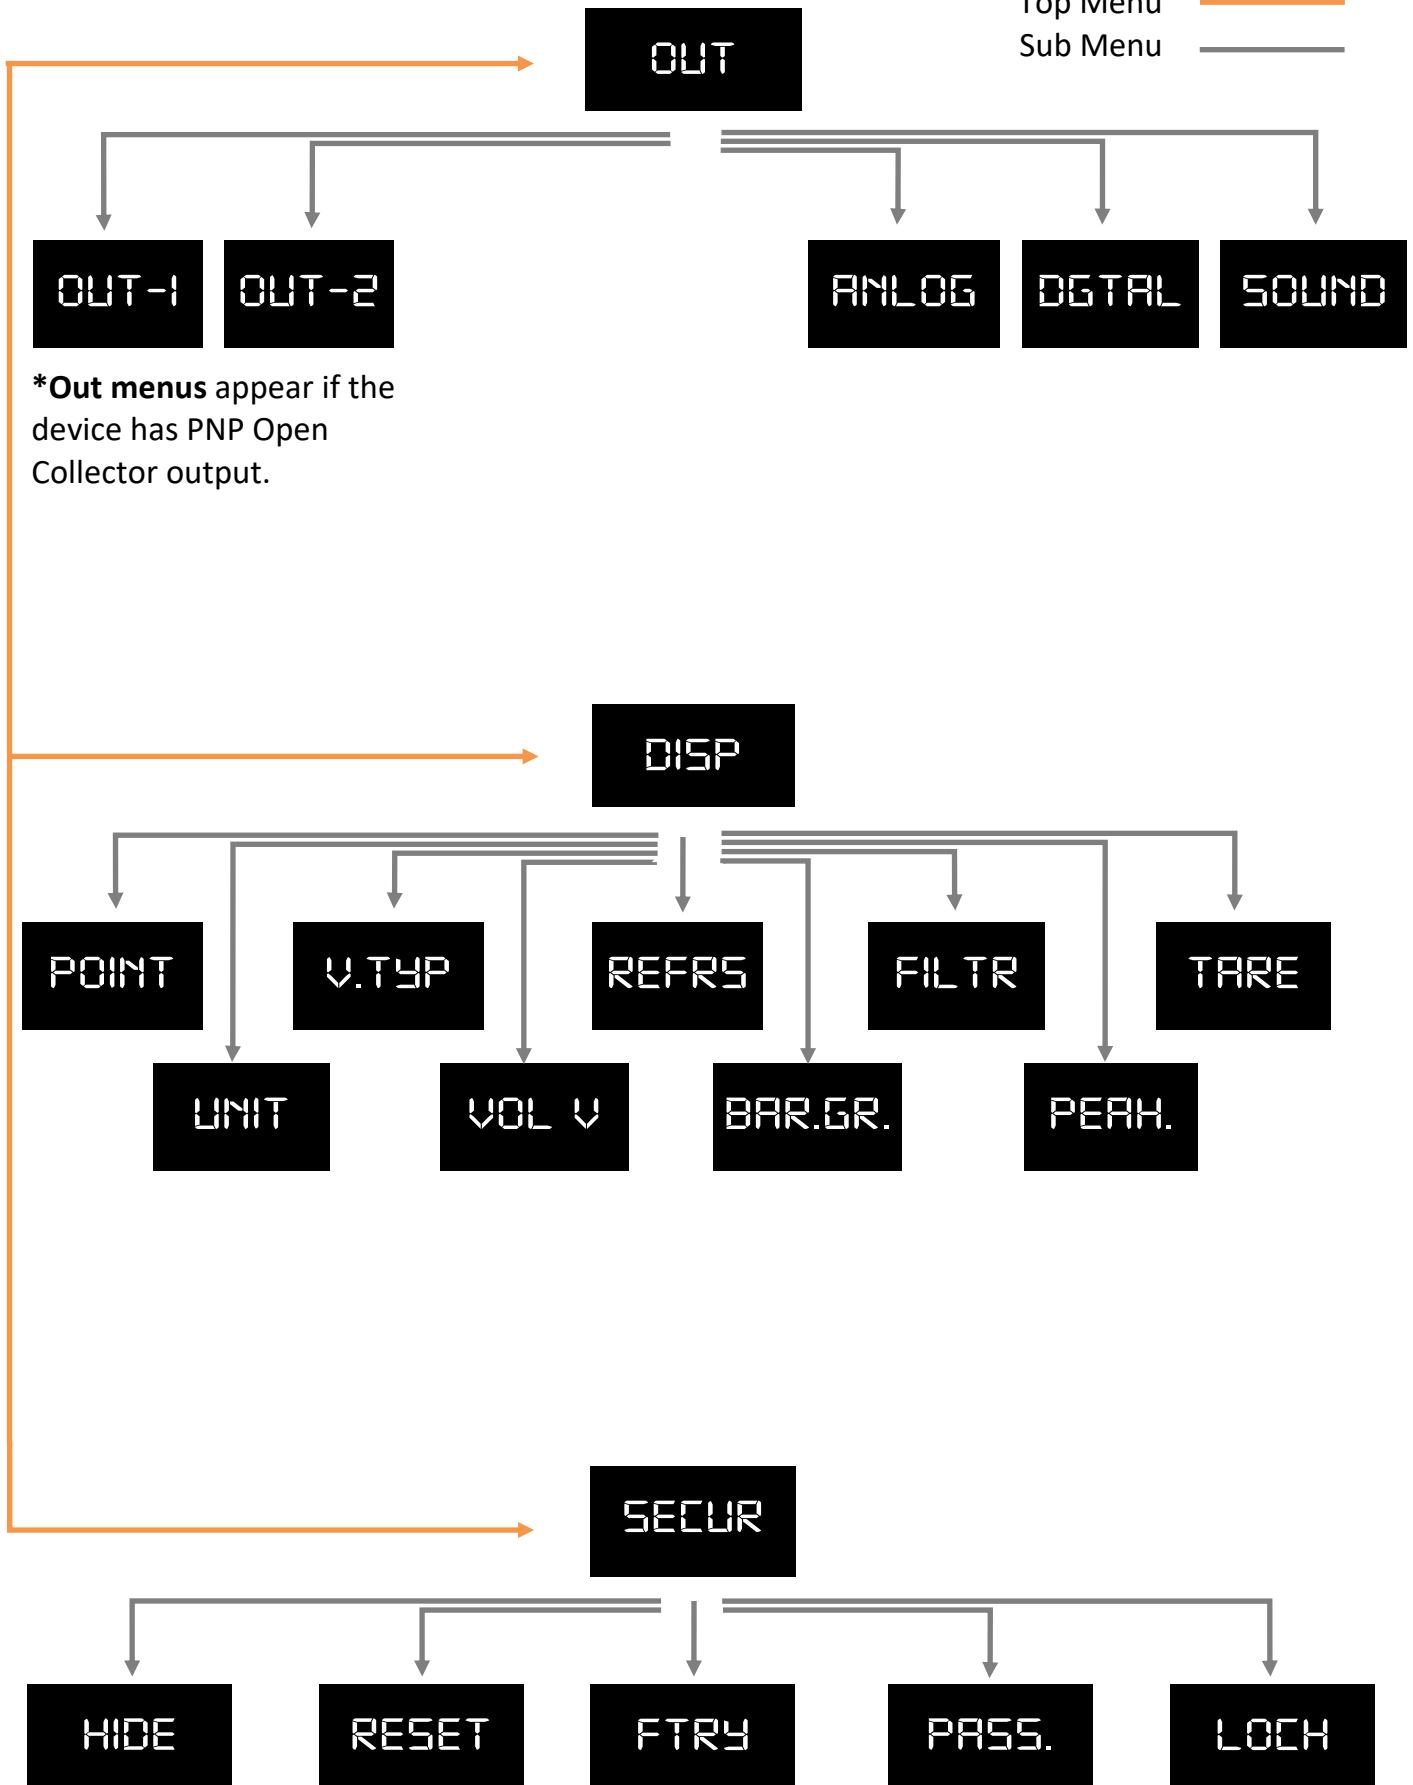 Top Menu
Sub Menu
OUT
OUT-1 OUT-2 ANLOG DGTAL SOUND
*Out menus appear if the
device has PNP Open
Collector output.
DISP
POINT V.TYP REFRS FILTR TARE
UNIT VOL V BAR.GR. PEAH.
SECUR
HIDE RESET FTRY PASS. LOCH